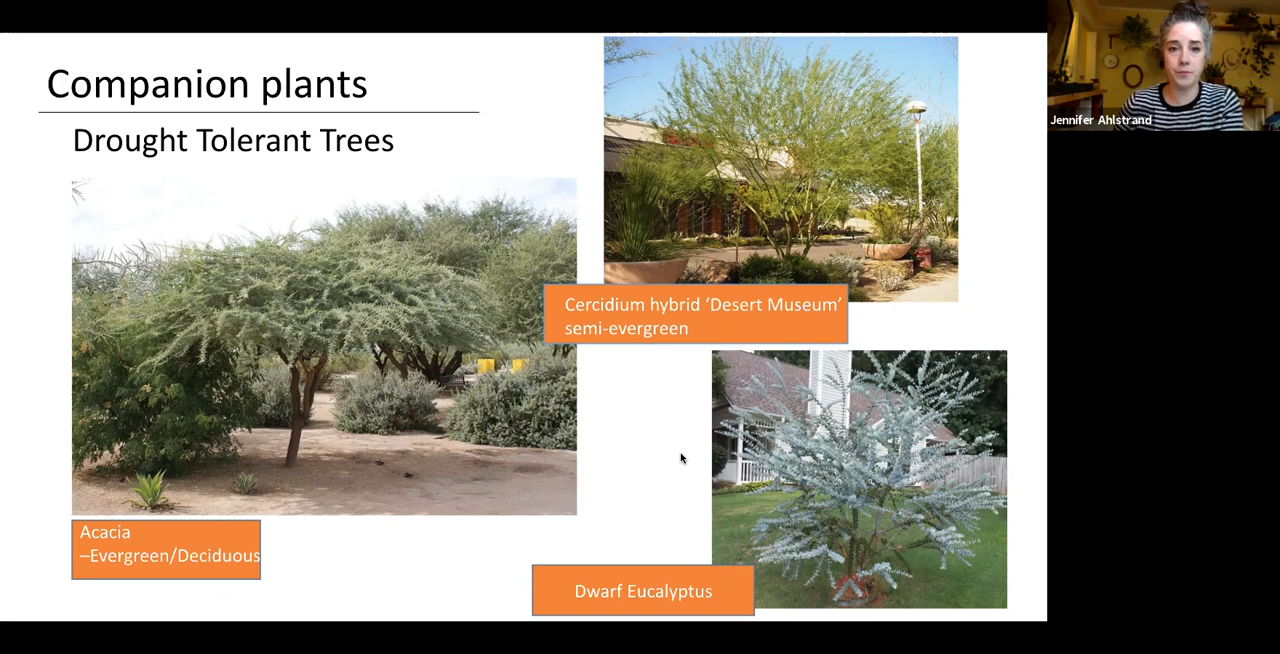 Companion plants
Drought Tolerant Trees
Cercidium hybrid ‘Desert Museum’
semi-evergreen
Acacia
–Evergreen/Deciduous
Dwarf Eucalyptus
Jennifer Ahlstrand